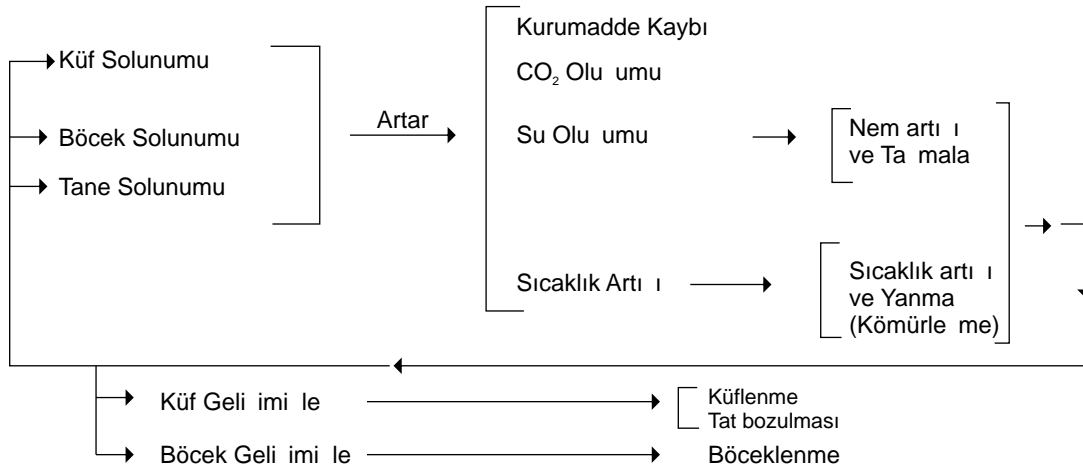 Küf Solunumu
Böcek Solunumu
Tane Solunumu
Artar
Kurumadde Kaybı
CO₂ Olu umu
Su Olu umu
Sıcaklık Artı ı
Nem artı ı
ve Ta mala
Sıcaklık artı ı
ve Yanma
(Kömürle me)
Küf Geli imi le
Küflenme
Tat bozulması
Böcek Geli imi le
Böceklenme